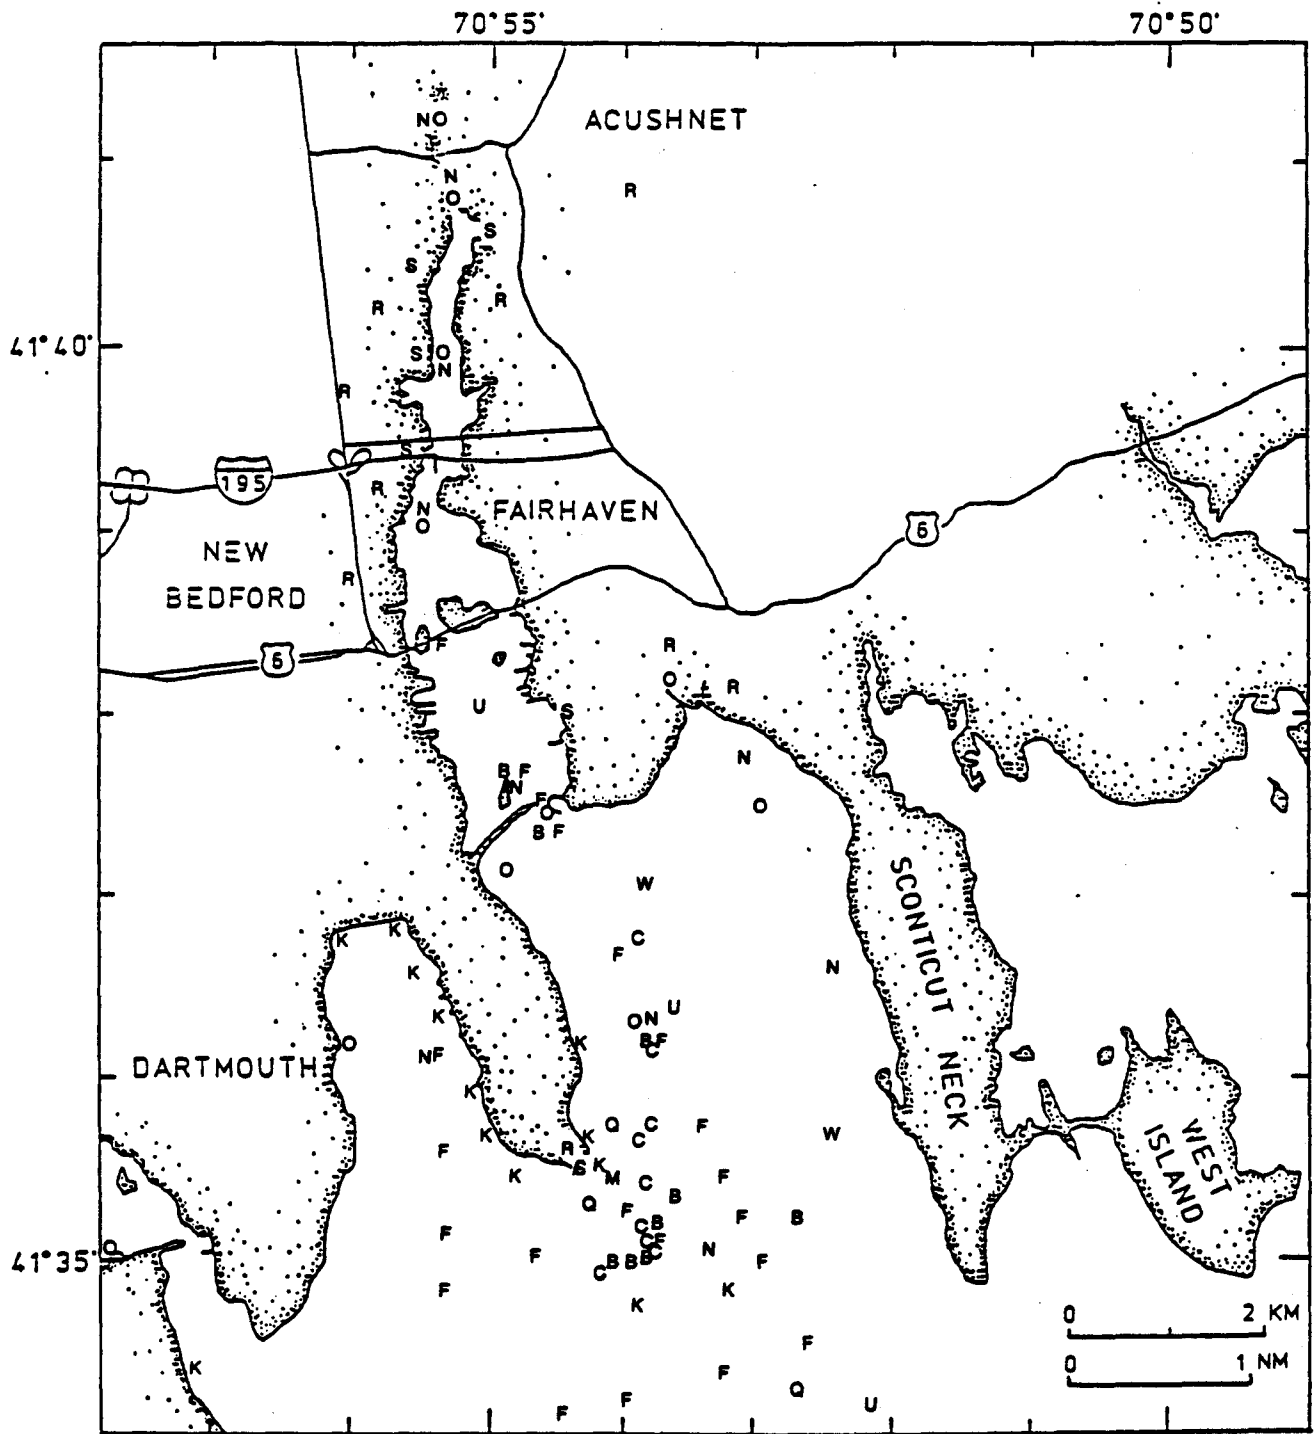 70°55' 70°50'
ACUSHNET
N O
N
R
O
S
S
R R
41°40'
S O
N
R
S
195
R
FAIRHAVEN
N
O
6
NEW
R
BEDFORD
R
F
6
O
R
U
S
N
B F
N
F
O
O
B F
O
W
SCONTICUT NECK
K K C
F
K N
U
K O N
K
O B F
C
N F
DARTMOUTH
K
Q C F
K K C W
R S
K S K
M F
C
B
Q F
F B
C B
WEST ISLAND
F
C F
O
N
41°35'
F B B B C
F
C
F K
K
0 2 KM
F
0 1 NM
K
F
Q
F
U
F